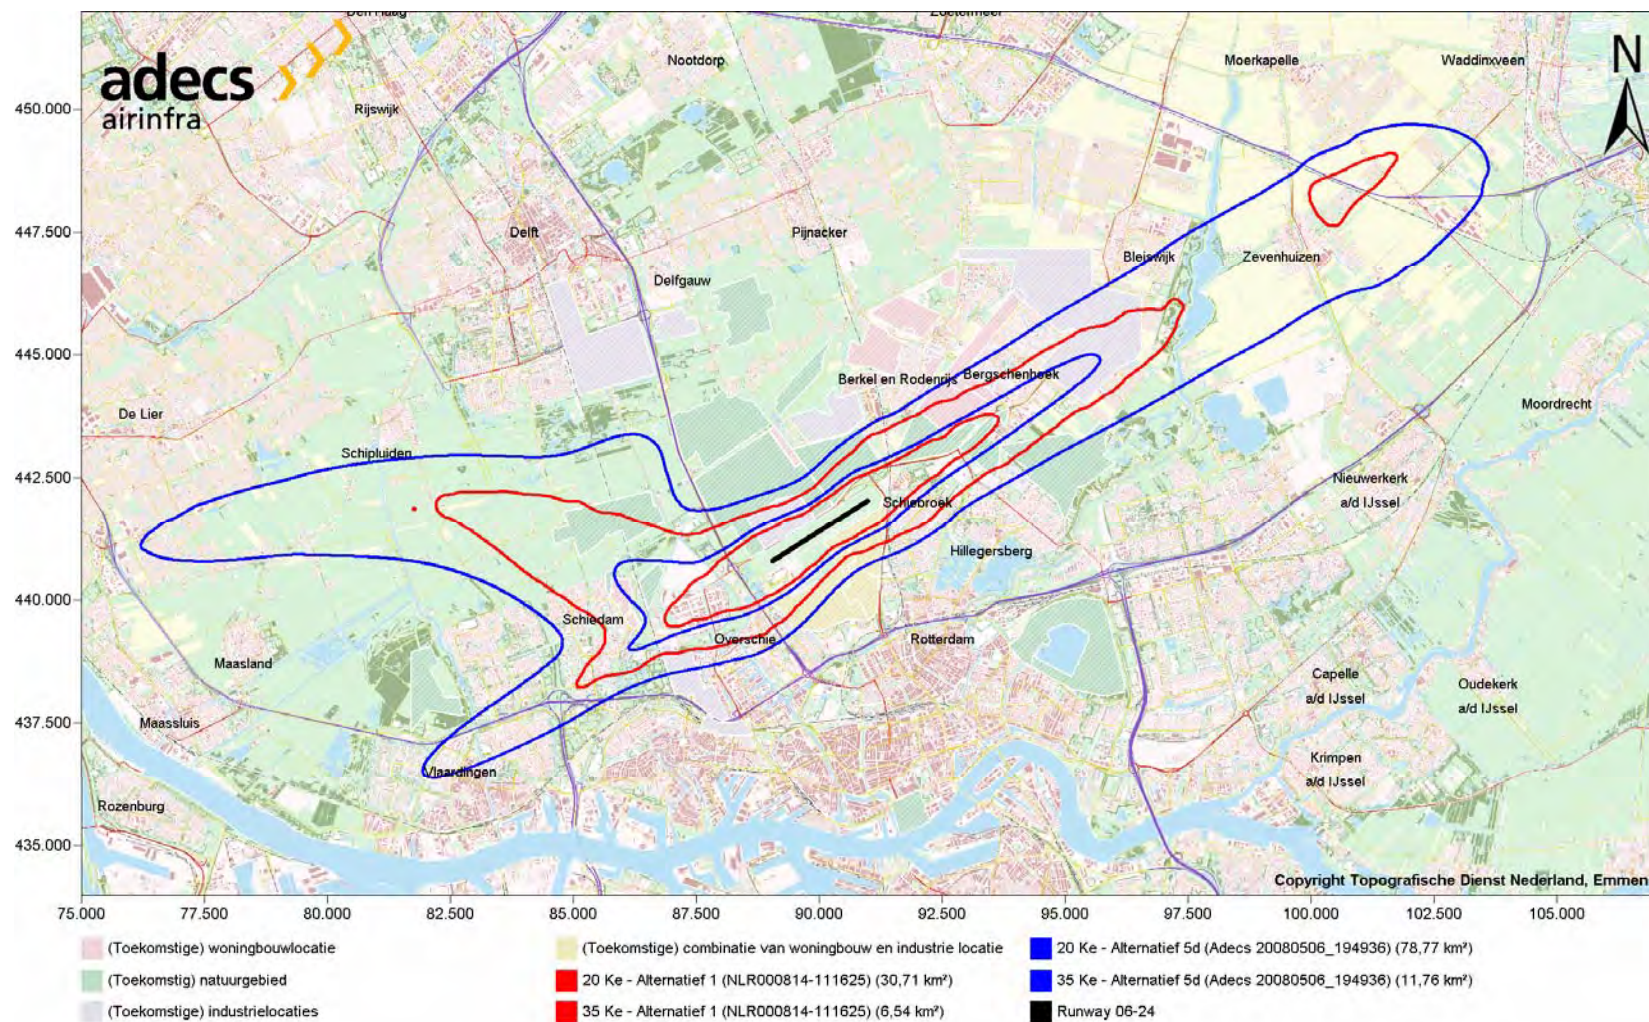 Den Haag
Zoetermeer
adecs
airinfra
Nootdorp
Moerkapelle
Waddinxveen
N
450.000
Rijswijk
447.500
Delft
Pijnacker
Bleiswijk
Zevenhuizen
Delfgauw
445.000
Berkel en Rodenrijs
Bergschenhoek
De Lier
Moordrecht
Schipluiden
442.500
Nieuwerkerk
a/d IJssel
Schiebroek
Hillegersberg
440.000
Schiedam
Overschie
Rotterdam
Maasland
Capelle
a/d IJssel
Oudekerk
a/d IJssel
437.500
Maassluis
Krimpen
a/d IJssel
Vlaardingen
Rozenburg
435.000
Copyright Topografische Dienst Nederland, Emmen
75.000 77.500 80.000 82.500 85.000 87.500 90.000 92.500 95.000 97.500 100.000 102.500 105.000
(Toekomstige) woningbouwlocatie
(Toekomstig) natuurgebied
(Toekomstige) industrielocaties
(Toekomstige) combinatie van woningbouw en industrie locatie
20 Ke - Alternatief 1 (NLR000814-111625) (30,71 km²)
35 Ke - Alternatief 1 (NLR000814-111625) (6,54 km²)
20 Ke - Alternatief 5d (Adecs 20080506_194936) (78,77 km²)
35 Ke - Alternatief 5d (Adecs 20080506_194936) (11,76 km²)
Runway 06-24